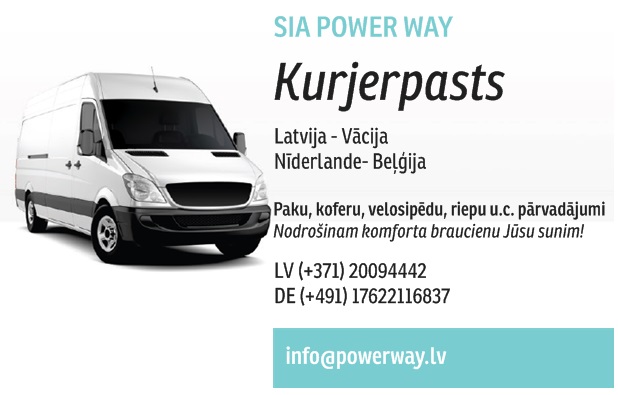 SIA POWER WAY
Kurjerpasts
Latvija - Vācija
Nīderlande- Beļģija
Paku, koferu, velosipēdu, riepu u.c. pārvadājumi
Nodrošinam komforta braucienu Jūsu sunim!
LV (+371) 20094442
DE (+491) 17622116837
info@powerway.lv